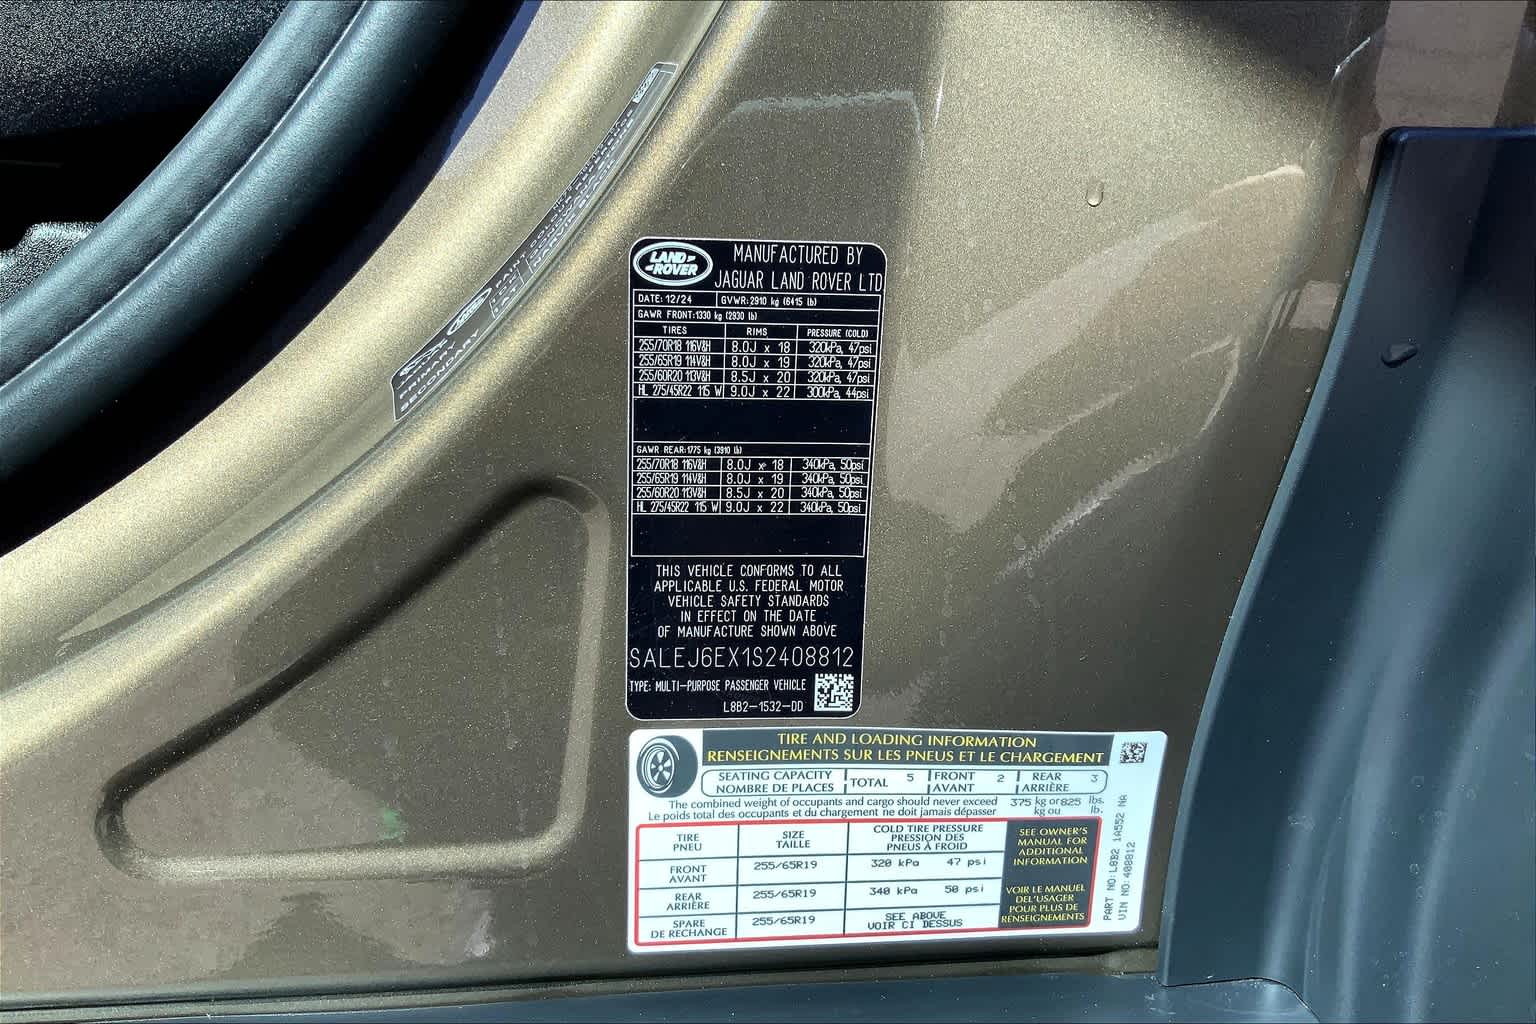 LAND ROVER
MANUFACTURED BY
JAGUAR LAND ROVER LTD
DATE: 12/24 GVWR: 2910 kg (6415 lb)
GAWR FRONT: 1330 kg (2930 lb)
TIRES RIMS PRESSURE (COLD)
255/70R18 116V&H 8.0J x 18 320kPa, 47psi
255/65R19 114V&H 8.0J x 19 320kPa, 47psi
255/60R20 113V&H 8.5J x 20 320kPa, 47psi
HL 275/45R22 115 W 9.0J x 22 300kPa, 44psi
GAWR REAR: 1775 kg (3910 lb)
255/70R18 116V&H 8.0J x 18 340kPa, 50psi
255/65R19 114V&H 8.0J x 19 340kPa, 50psi
255/60R20 113V&H 8.5J x 20 340kPa, 50psi
HL 275/45R22 115 W 9.0J x 22 340kPa, 50psi
THIS VEHICLE CONFORMS TO ALL
APPLICABLE U.S. FEDERAL MOTOR
VEHICLE SAFETY STANDARDS
IN EFFECT ON THE DATE
OF MANUFACTURE SHOWN ABOVE
SALEJ6EX1S2408812
TYPE: MULTI-PURPOSE PASSENGER VEHICLE
L8B2-1532-DD
TIRE AND LOADING INFORMATION
RENSEIGNEMENTS SUR LES PNEUS ET LE CHARGEMENT
SEATING CAPACITY TOTAL 5 FRONT 2 REAR 3
NOMBRE DE PLACES AVANT ARRIÈRE
The combined weight of occupants and cargo should never exceed 375 kg or 825 lbs.
Le poids total des occupants et du chargement ne doit jamais dépasser kg ou lb.
TIRE SIZE COLD TIRE PRESSURE
PNEU TAILLE PRESSION DES
PNEUS À FROID
FRONT 255/65R19 320 kPa 47 psi
AVANT
REAR 255/65R19 340 kPa 50 psi
ARRIÈRE
SPARE 255/65R19 SEE ABOVE
DE RECHANGE VOIR CI DESSUS
SEE OWNER'S
MANUAL FOR
ADDITIONAL
INFORMATION
VOIR LE MANUEL
DEL'USAGER
POUR PLUS DE
RENSEIGNEMENTS
PART NO: L8B2 1A552 NA
VIN NO: 408812
LAND ROVER
PRIMARY
SECONDARY
NARVIK BLACK